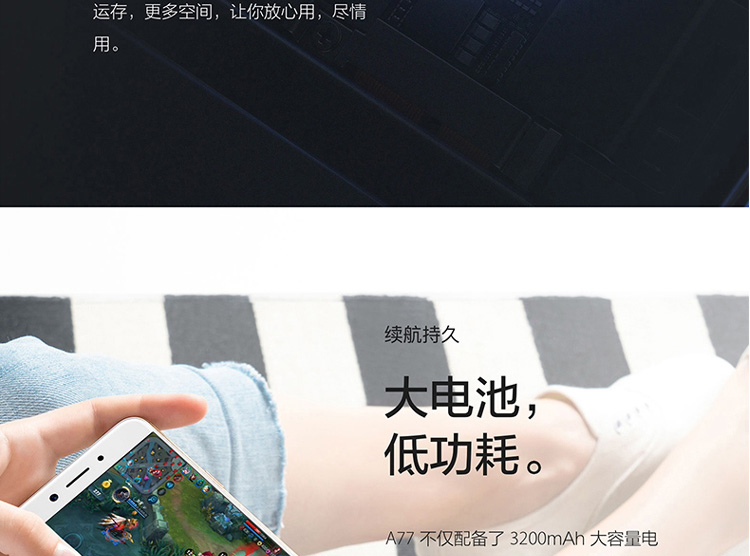 运存，更多空间，让你放心用，尽情
用。
续航持久
大电池，
低功耗。
A77 不仅配备了 3200mAh 大容量电